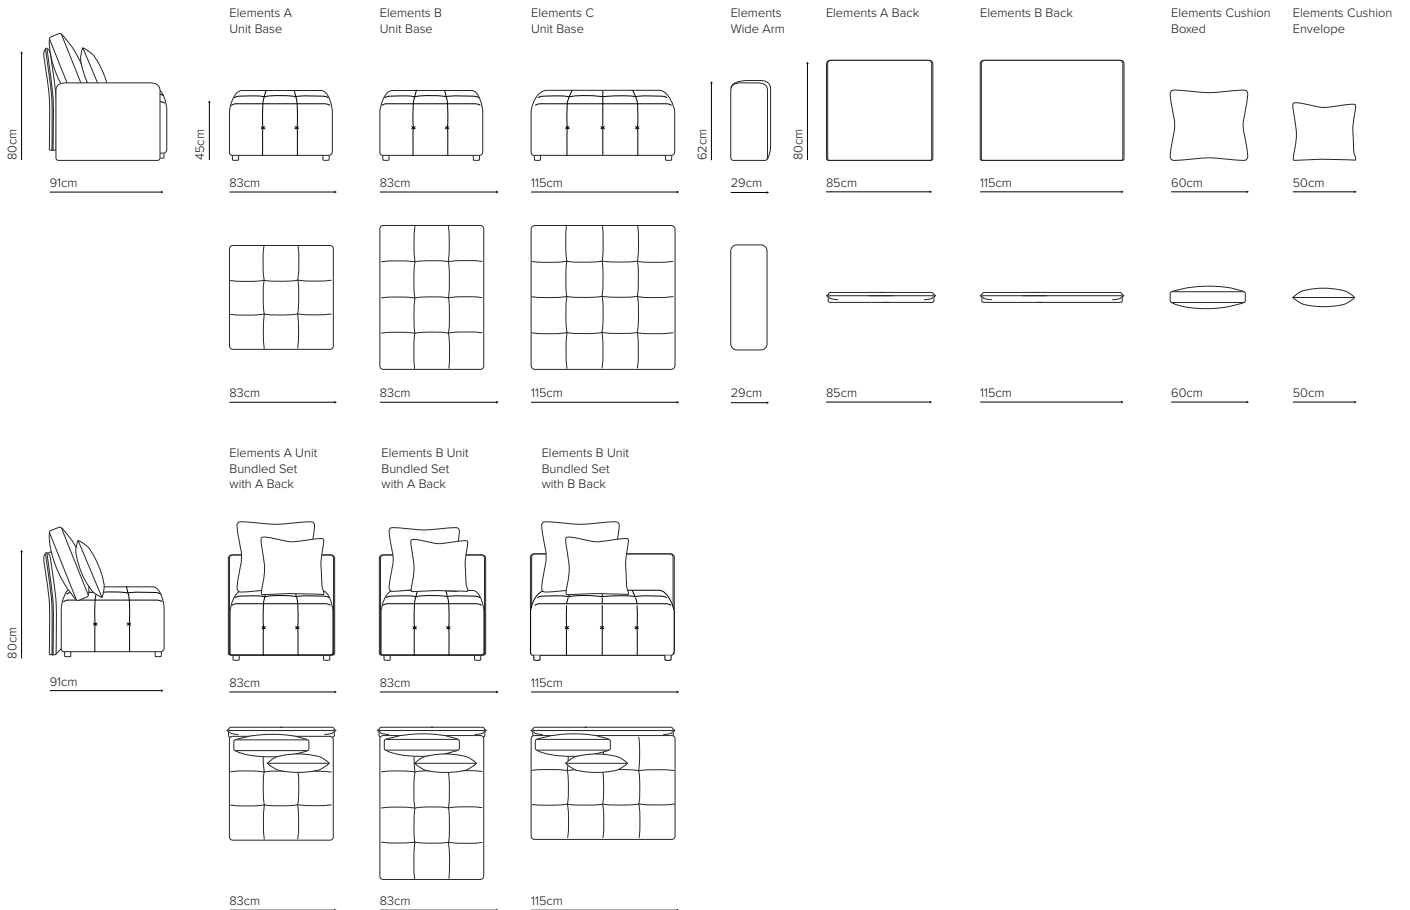 Elements A
Unit Base
Elements B
Unit Base
Elements C
Unit Base
Elements
Wide Arm
Elements A Back
Elements B Back
Elements Cushion
Boxed
Elements Cushion
Envelope
80cm
45cm
62cm
80cm
91cm
83cm
83cm
115cm
29cm
85cm
115cm
60cm
50cm
83cm
83cm
115cm
29cm
85cm
115cm
60cm
50cm
Elements A Unit
Bundled Set
with A Back
Elements B Unit
Bundled Set
with A Back
Elements B Unit
Bundled Set
with B Back
80cm
91cm
83cm
83cm
115cm
83cm
83cm
115cm